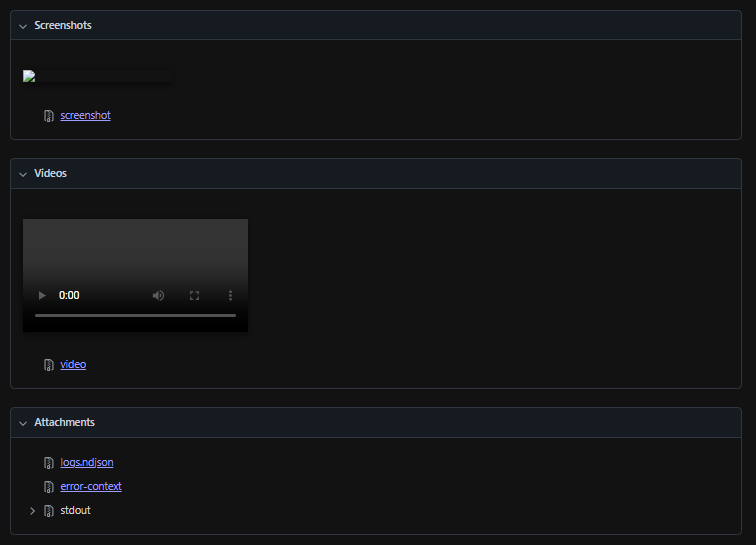 Screenshots
screenshot
Videos
0:00
video
Attachments
logs.ndjson
error-context
stdout